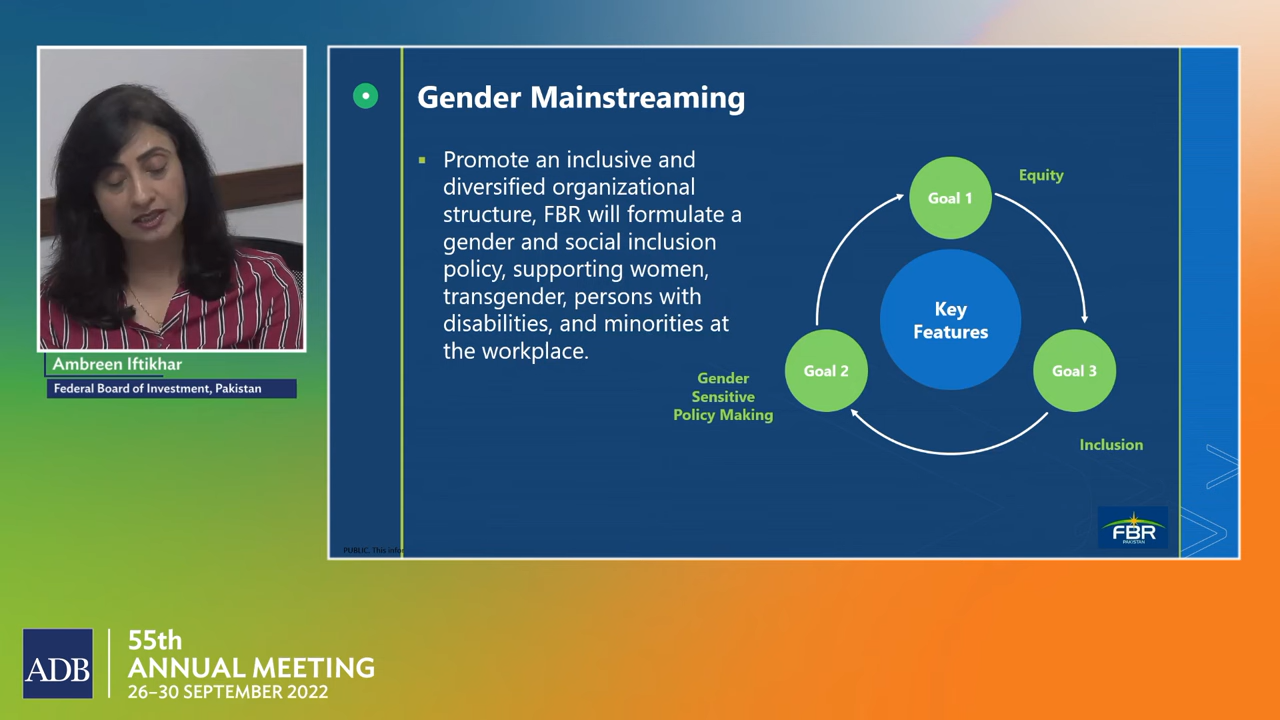 Gender Mainstreaming
Promote an inclusive and
diversified organizational
structure, FBR will formulate a
gender and social inclusion
policy, supporting women,
transgender, persons with
disabilities, and minorities at
the workplace.
Goal 1
Equity
Key
Features
Goal 2
Gender
Sensitive
Policy Making
Goal 3
Inclusion
FBR
PAKISTAN
PUBLIC. This infor
Ambreen Iftikhar
Federal Board of Investment, Pakistan
ADB
55th
ANNUAL MEETING
26–30 SEPTEMBER 2022